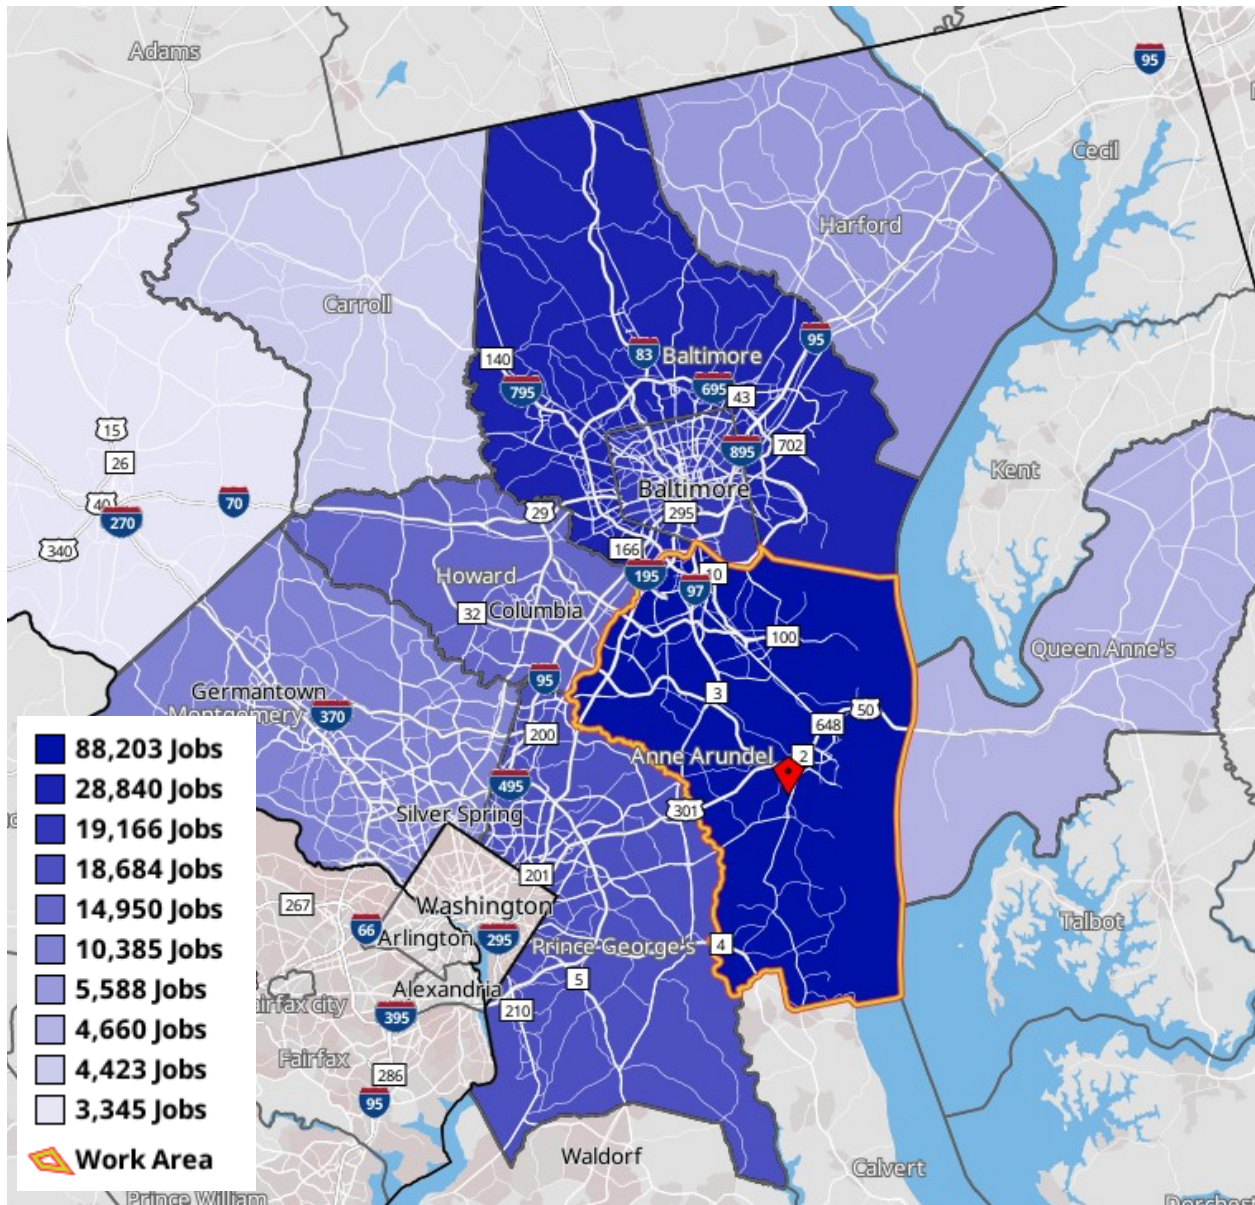 Adams
95
Cecil
Harford
Carroll
140
83
Baltimore
95
795
695
43
15
26
702
895
Kent
40
70
Baltimore
270
29
295
340
166
195
10
Howard
97
32
Columbia
100
Queen Anne's
95
3
Germantown
Montgomery
370
50
648
200
2
Anne Arundel
495
301
Silver Spring
201
267
Washington
Talbot
66
Arlington
295
Prince George's
4
5
Alexandria
210
395
Fairfax
286
95
Waldorf
Calvert
Prince William
88,203 Jobs
28,840 Jobs
19,166 Jobs
18,684 Jobs
14,950 Jobs
10,385 Jobs
5,588 Jobs
4,660 Jobs
4,423 Jobs
3,345 Jobs
Work Area